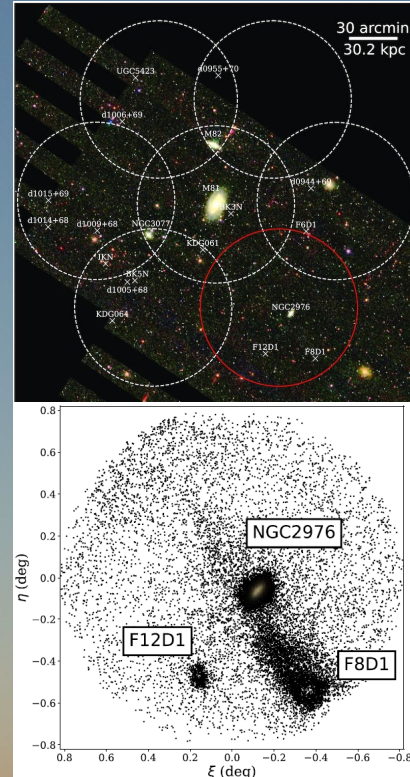 30 arcmin
30.2 kpc
UGC5423
d0955+70
d1006+69
M82
d1015+69
M81
d0944+69
IK3N
d1014+68
d1009+68
NGC3077
F6D1
KDG061
IKN
BK5N
d1005+68
NGC2976
KDG064
F12D1
F8D1
0.8
0.6
0.4
0.2
0.0
−0.2
−0.4
−0.6
−0.8
η (deg)
NGC2976
F12D1
F8D1
0.8 0.6 0.4 0.2 0.0 −0.2 −0.4 −0.6 −0.8
ξ (deg)